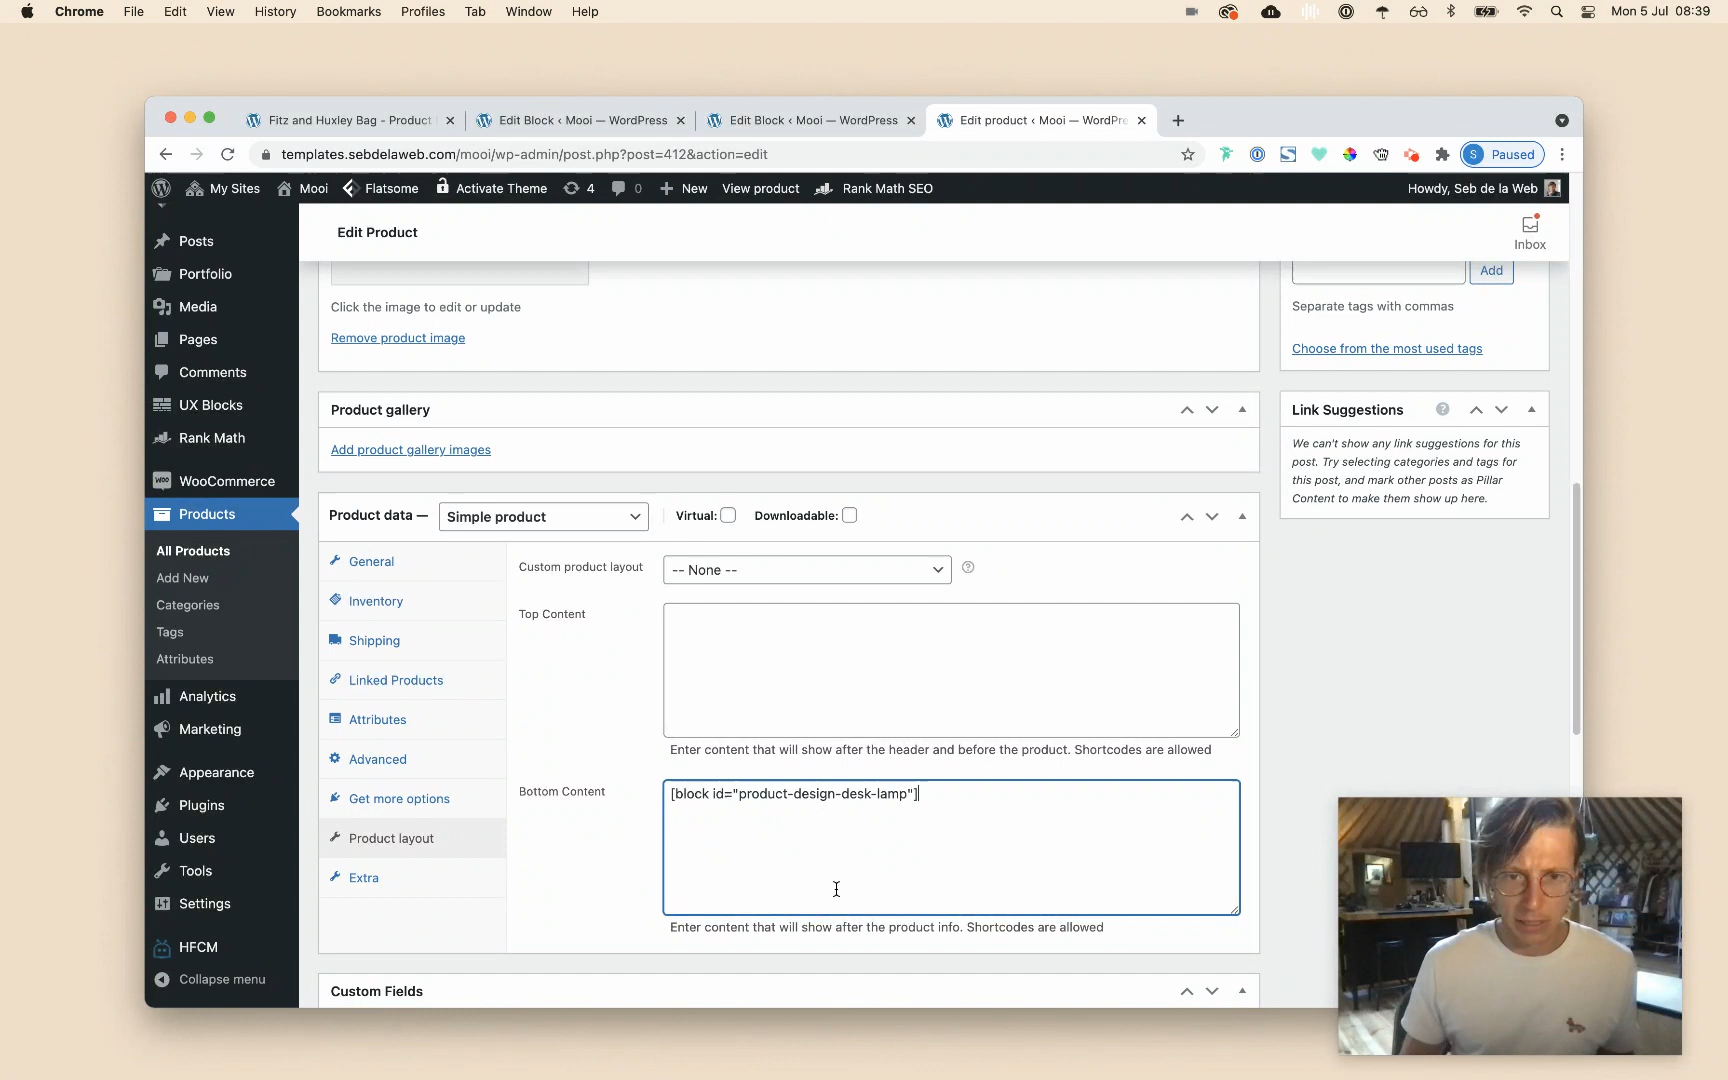 Chrome File Edit View History Bookmarks Profiles Tab Window Help Mon 5 Jul 08:39
Fitz and Huxley Bag - Product
Edit Block ‹ Mooi — WordPress
Edit Block ‹ Mooi — WordPress
Edit product ‹ Mooi — WordPre
templates.sebdelaweb.com/mooi/wp-admin/post.php?post=412&action=edit
S Paused
My Sites Mooi Flatsome Activate Theme 4 0 New View product Rank Math SEO Howdy, Seb de la Web
Posts
Portfolio
Media
Pages
Comments
UX Blocks
Rank Math
WooCommerce
Products
All Products
Add New
Categories
Tags
Attributes
Analytics
Marketing
Appearance
Plugins
Users
Tools
Settings
HFCM
Collapse menu
Edit Product
Inbox
Click the image to edit or update
Remove product image
Product gallery
Add product gallery images
Product data —
Simple product
Virtual:
Downloadable:
General
Inventory
Shipping
Linked Products
Attributes
Advanced
Get more options
Product layout
Extra
Custom product layout
-- None --
Top Content
Enter content that will show after the header and before the product. Shortcodes are allowed
Bottom Content
[block id="product-design-desk-lamp"]
Enter content that will show after the product info. Shortcodes are allowed
Custom Fields
Add
Separate tags with commas
Choose from the most used tags
Link Suggestions
We can't show any link suggestions for this
post. Try selecting categories and tags for
this post, and mark other posts as Pillar
Content to make them show up here.